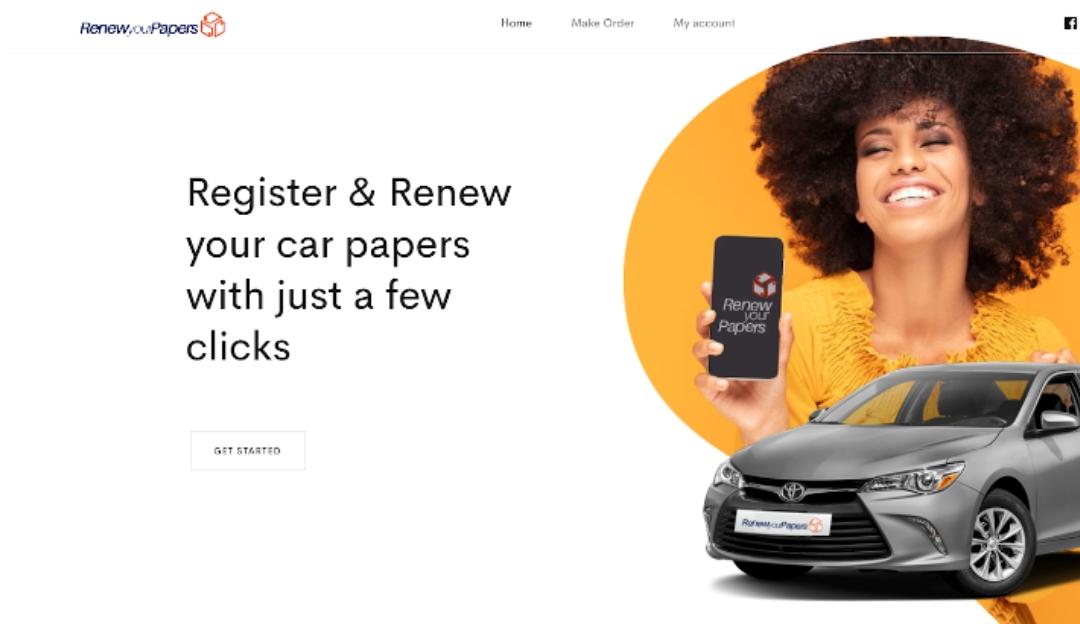 RenewyourPapers
Home Make Order My account
Register & Renew
your car papers
with just a few
clicks
GET STARTED
Renew
your
Papers
RenewyourPapers